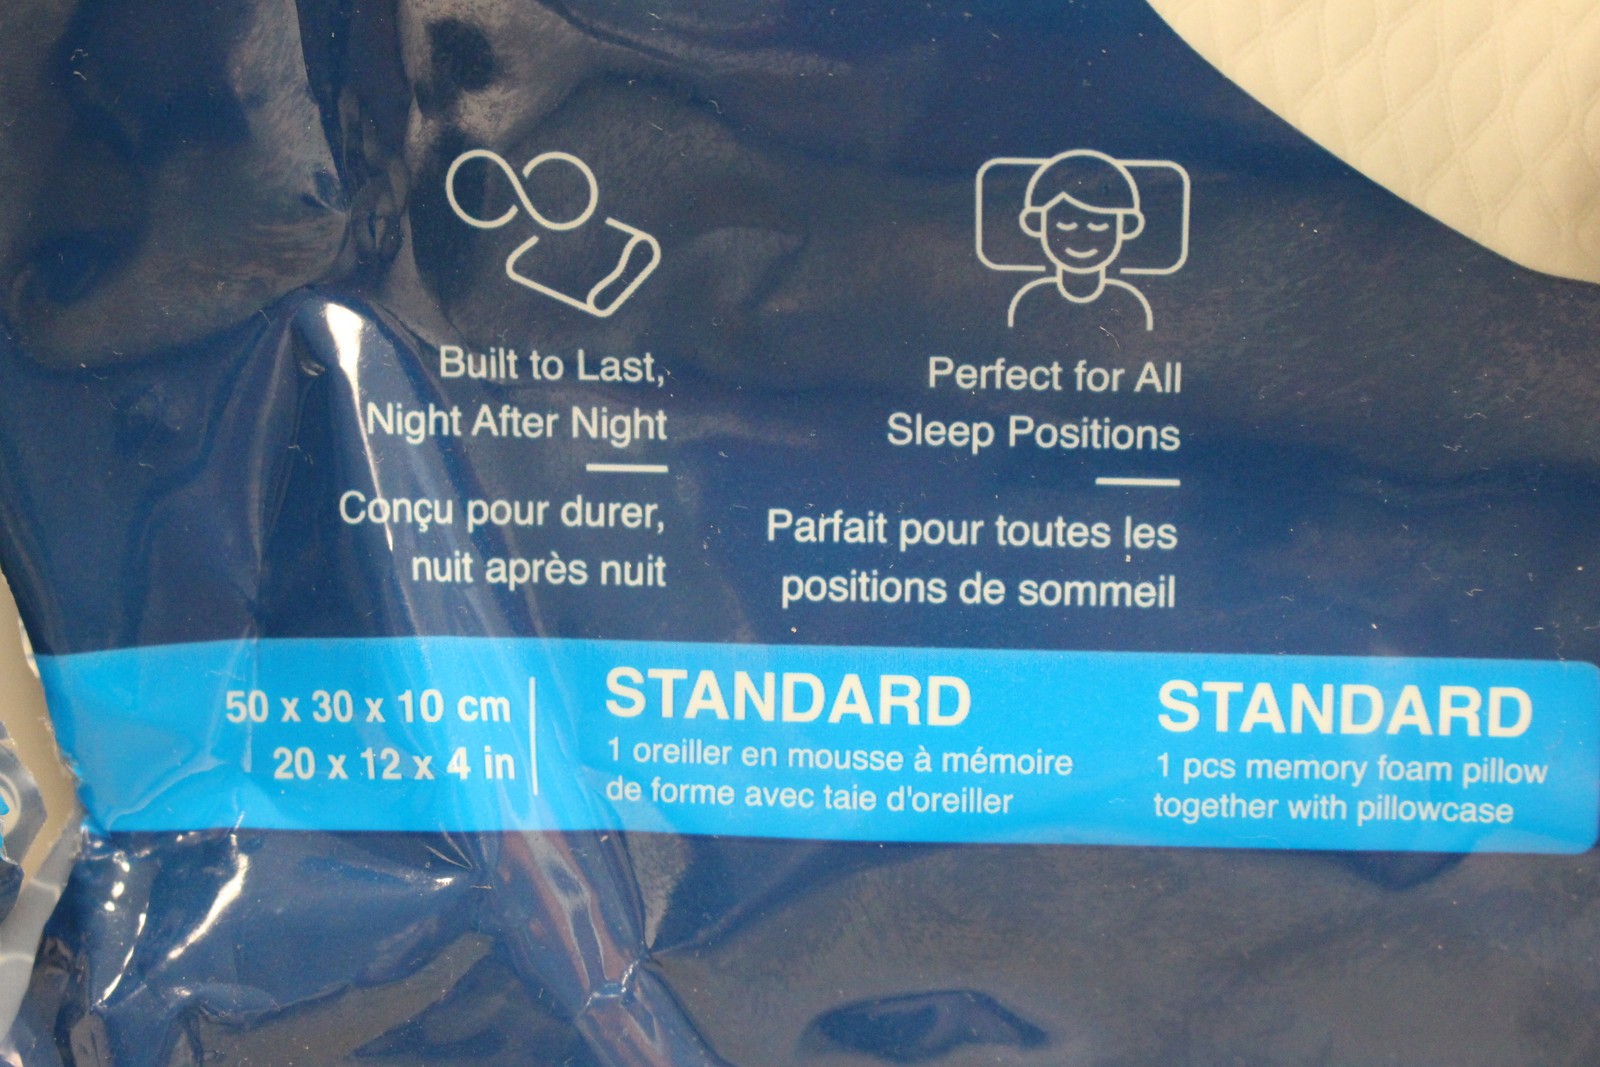 Built to Last,
Night After Night
Conçu pour durer,
nuit après nuit
Perfect for All
Sleep Positions
Parfait pour toutes les
positions de sommeil
50 x 30 x 10 cm
20 x 12 x 4 in
STANDARD
1 oreiller en mousse à mémoire
de forme avec taie d'oreiller
STANDARD
1 pcs memory foam pillow
together with pillowcase